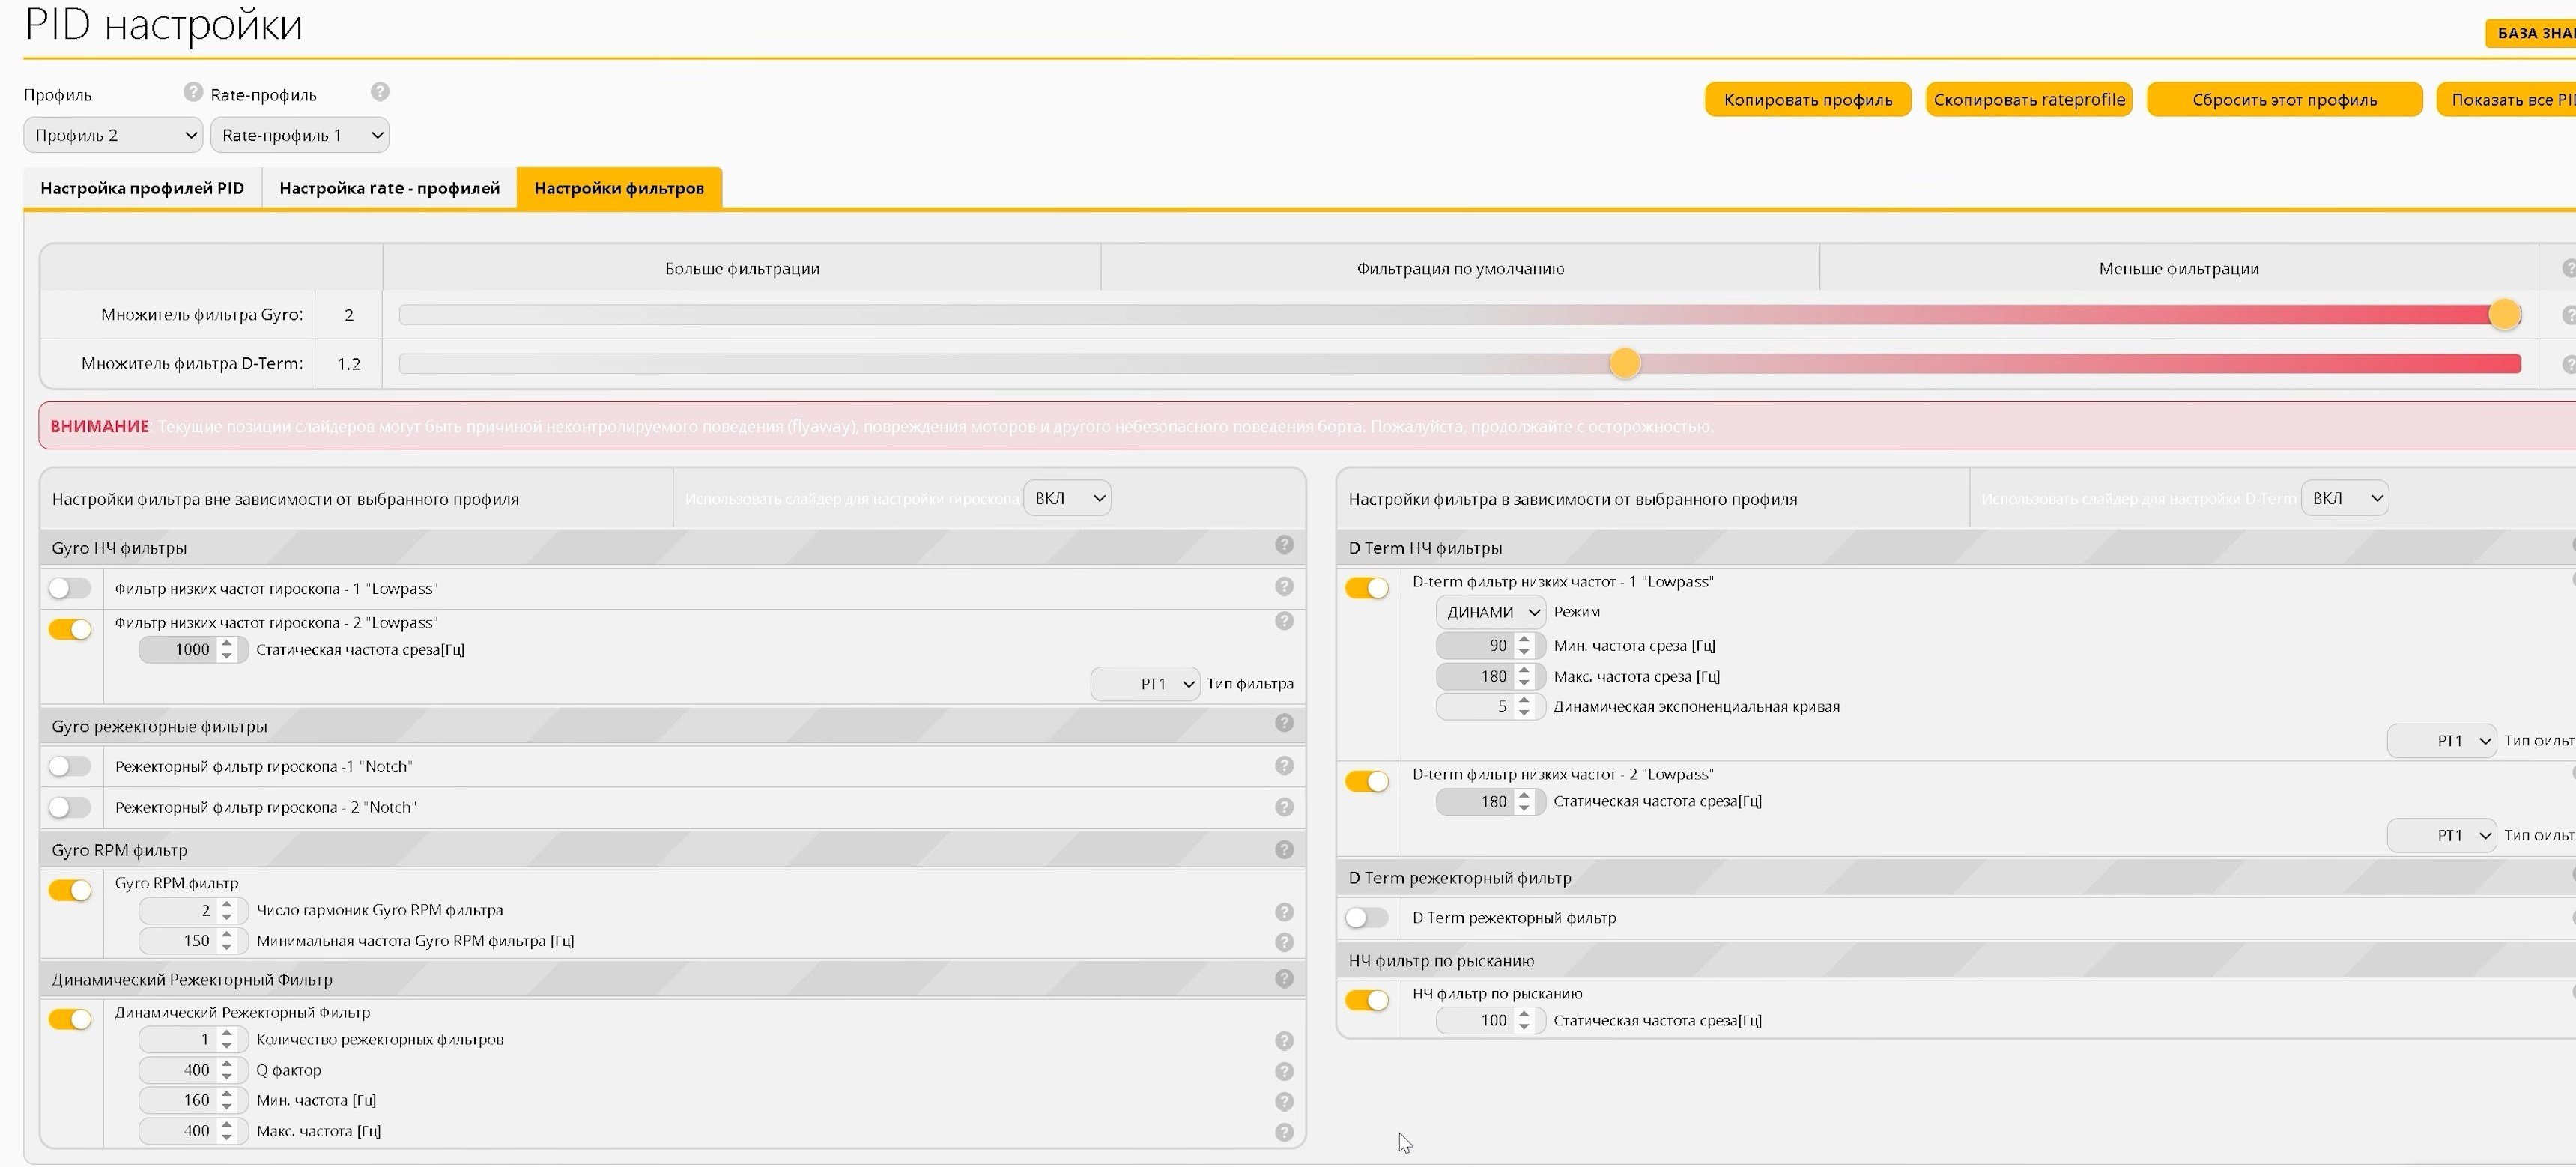 PID настройки
БАЗА ЗНА
Профиль
Rate-профиль
Профиль 2
Rate-профиль 1
Копировать профиль
Скопировать rateprofile
Сбросить этот профиль
Показать все PI
Настройка профилей PID
Настройка rate - профилей
Настройки фильтров
Больше фильтрации
Фильтрация по умолчанию
Меньше фильтрации
Множитель фильтра Gyro:
2
Множитель фильтра D-Term:
1.2
ВНИМАНИЕ Текущие позиции слайдеров могут быть причиной неконтролируемого поведения (flyaway), повреждения моторов и другого небезопасного поведения борта. Пожалуйста, продолжайте с осторожностью.
Настройки фильтра вне зависимости от выбранного профиля
Использовать слайдер для настройки гироскопа
ВКЛ
Gyro НЧ фильтры
Фильтр низких частот гироскопа - 1 "Lowpass"
Фильтр низких частот гироскопа - 2 "Lowpass"
1000 Статическая частота среза[Гц]
PT1 Тип фильтра
Gyro режекторные фильтры
Режекторный фильтр гироскопа -1 "Notch"
Режекторный фильтр гироскопа - 2 "Notch"
Gyro RPM фильтр
Gyro RPM фильтр
2 Число гармоник Gyro RPM фильтра
150 Минимальная частота Gyro RPM фильтра [Гц]
Динамический Режекторный Фильтр
Динамический Режекторный Фильтр
1 Количество режекторных фильтров
400 Q фактор
160 Мин. частота [Гц]
400 Макс. частота [Гц]
Настройки фильтра в зависимости от выбранного профиля
Использовать слайдер для настройки D-Term
ВКЛ
D Term НЧ фильтры
D-term фильтр низких частот - 1 "Lowpass"
ДИНАМИ Режим
90 Мин. частота среза [Гц]
180 Макс. частота среза [Гц]
5 Динамическая экспоненциальная кривая
PT1 Тип фильт
D-term фильтр низких частот - 2 "Lowpass"
180 Статическая частота среза[Гц]
PT1 Тип фильт
D Term режекторный фильтр
D Term режекторный фильтр
НЧ фильтр по рысканию
НЧ фильтр по рысканию
100 Статическая частота среза[Гц]